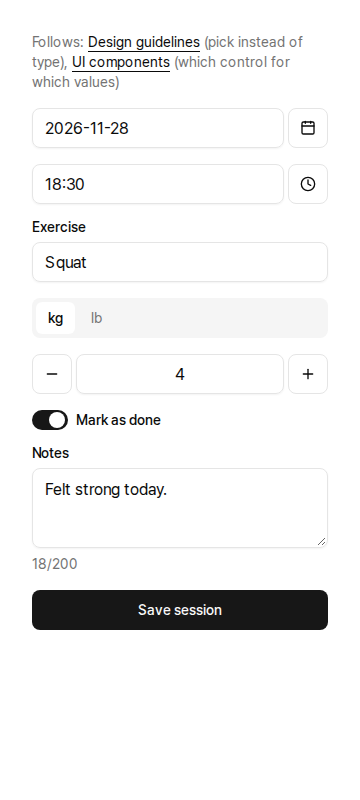 Follows: Design guidelines (pick instead of
type), UI components (which control for
which values)
2026-11-28
18:30
Exercise
Squat
kg lb
4
Mark as done
Notes
Felt strong today.
18/200
Save session